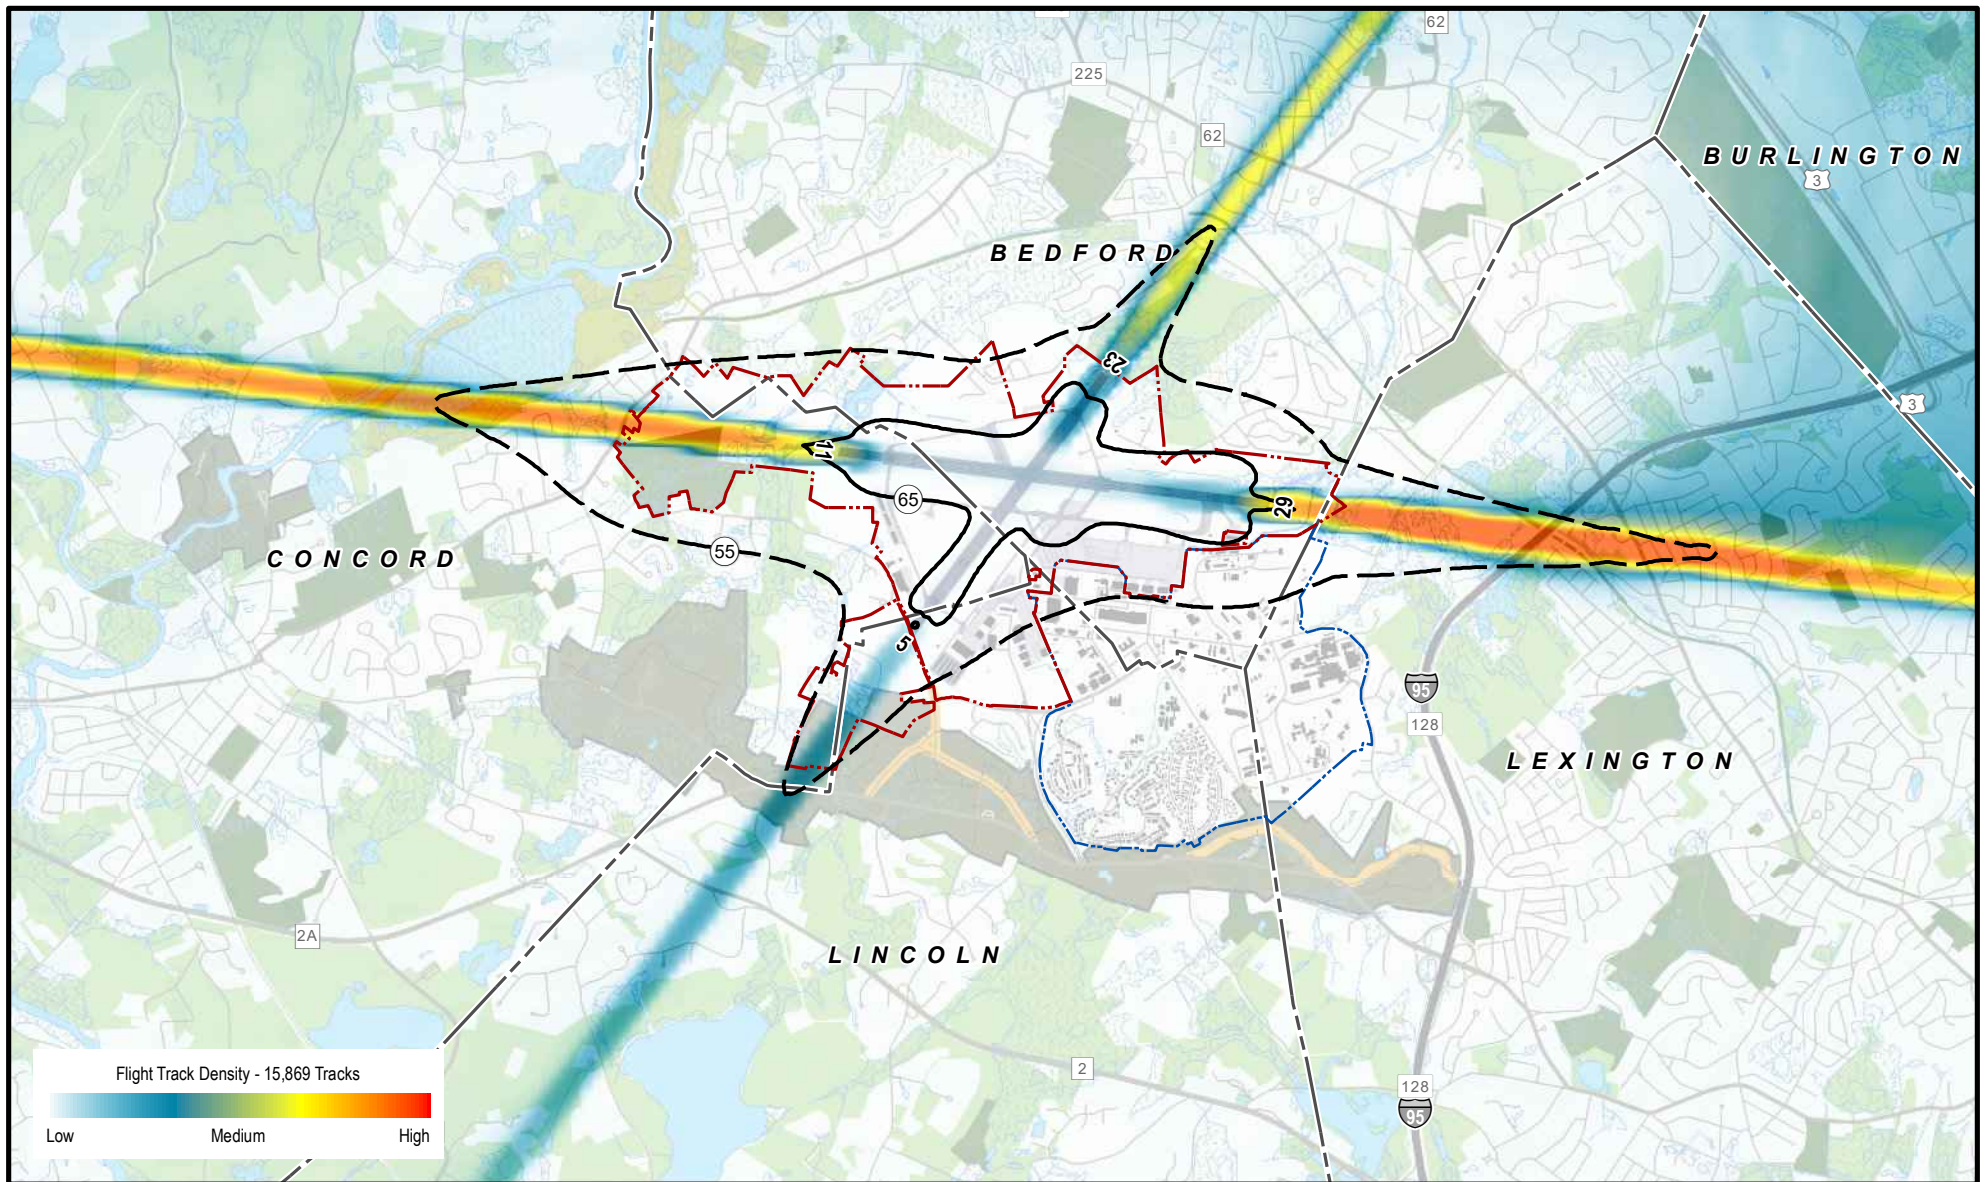 62
225
62
BURLINGTON
3
BEDFORD
23
3
11
65
29
55
CONCORD
5
95
128
LEXINGTON
2A
LINCOLN
2
128
95
Flight Track Density - 15,869 Tracks
Low Medium High